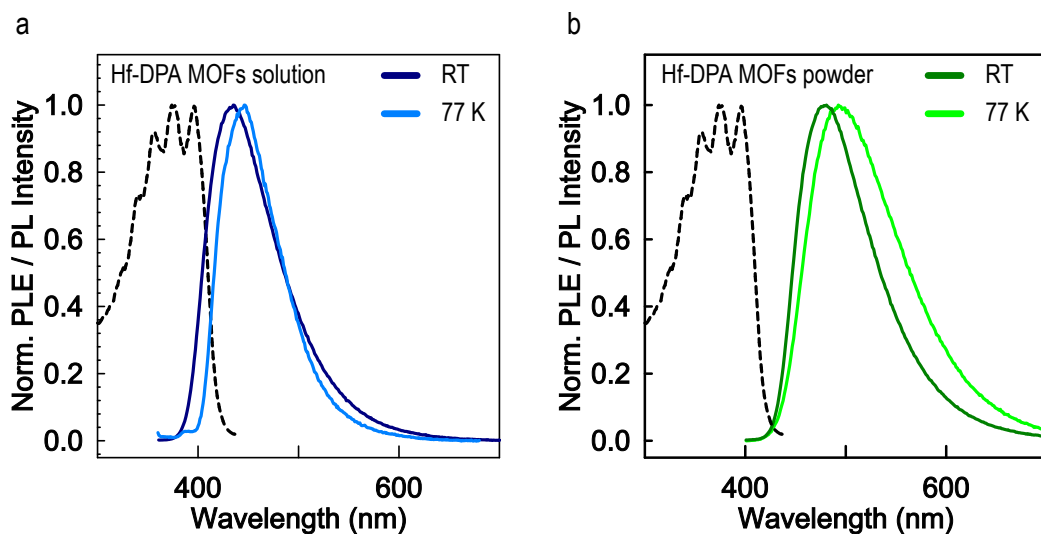 a
Hf-DPA MOFs solution
RT
77 K
1.0
0.8
0.6
0.4
0.2
0.0
Norm. PLE / PL Intensity
400
600
Wavelength (nm)
b
Hf-DPA MOFs powder
RT
77 K
1.0
0.8
0.6
0.4
0.2
0.0
Norm. PLE / PL Intensity
400
600
Wavelength (nm)